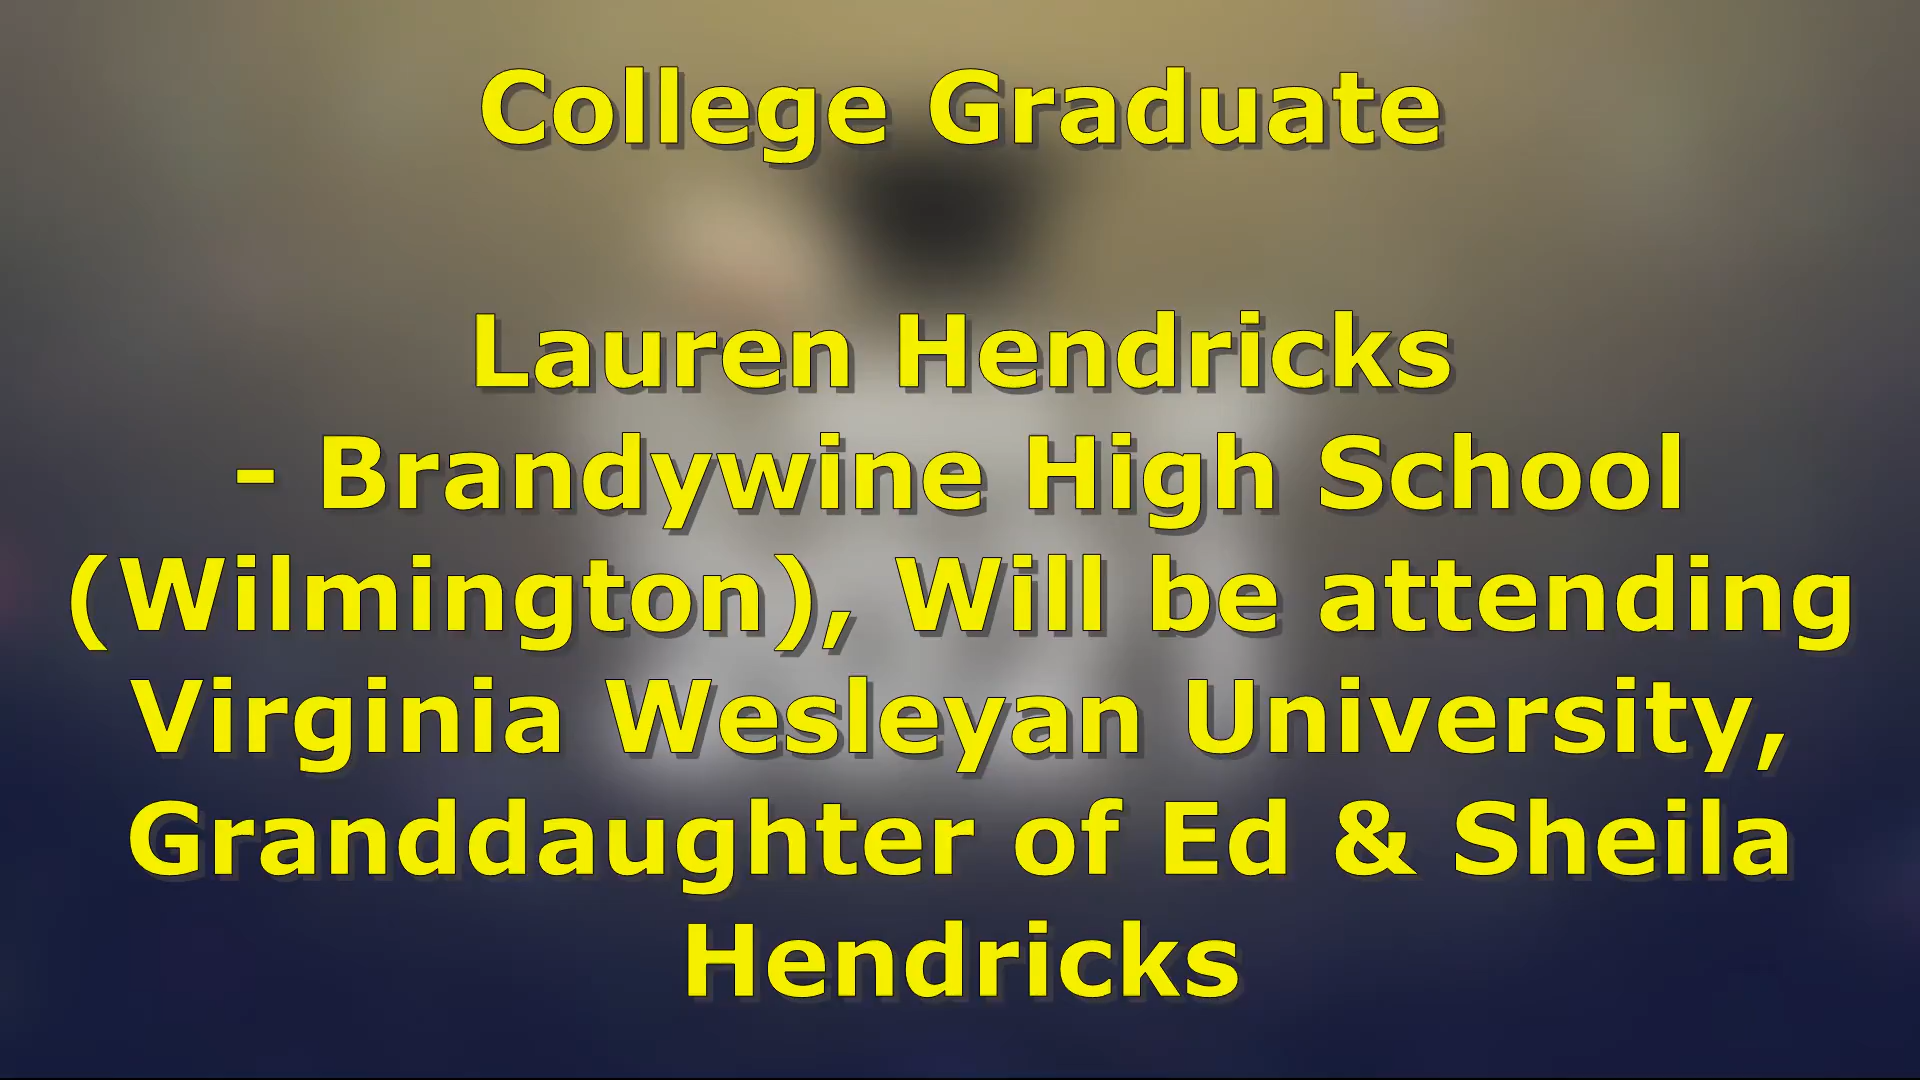 College Graduate
Lauren Hendricks
- Brandywine High School
(Wilmington), Will be attending
Virginia Wesleyan University,
Granddaughter of Ed & Sheila
Hendricks